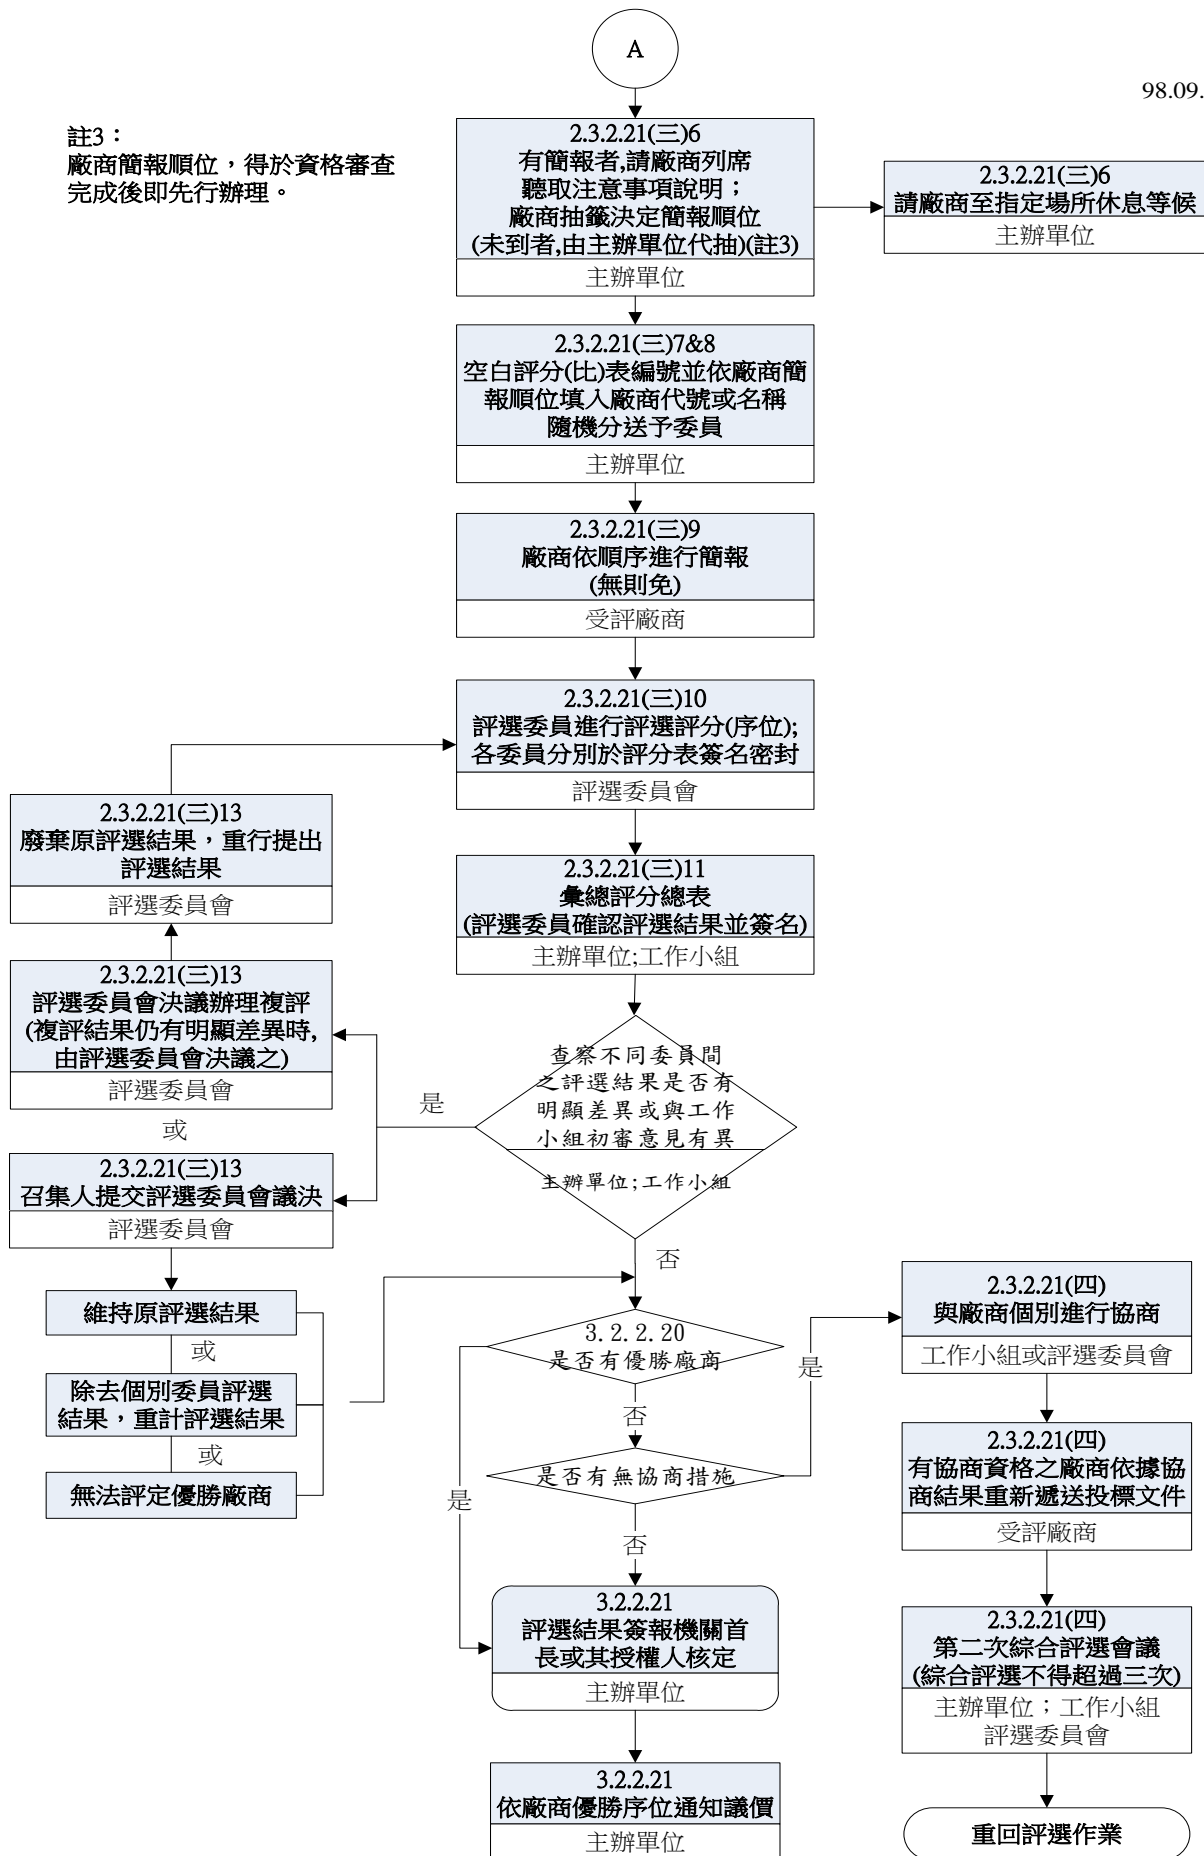 A
98.09.
註3：
廠商簡報順位，得於資格審查
完成後即先行辦理。
2.3.2.21(三)6
有簡報者,請廠商列席
聽取注意事項說明；
廠商抽籤決定簡報順位
(未到者,由主辦單位代抽)(註3)
主辦單位
2.3.2.21(三)6
請廠商至指定場所休息等候
主辦單位
2.3.2.21(三)7&8
空白評分(比)表編號並依廠商簡
報順位填入廠商代號或名稱
隨機分送予委員
主辦單位
2.3.2.21(三)9
廠商依順序進行簡報
(無則免)
受評廠商
2.3.2.21(三)10
評選委員進行評選評分(序位);
各委員分別於評分表簽名密封
評選委員會
2.3.2.21(三)13
廢棄原評選結果，重行提出
評選結果
評選委員會
2.3.2.21(三)11
彙總評分總表
(評選委員確認評選結果並簽名)
主辦單位;工作小組
2.3.2.21(三)13
評選委員會決議辦理複評
(複評結果仍有明顯差異時,
由評選委員會決議之)
評選委員會
或
是
查察不同委員間
之評選結果是否有
明顯差異或與工作
小組初審意見有異
主辦單位;工作小組
2.3.2.21(三)13
召集人提交評選委員會議決
評選委員會
否
維持原評選結果
或
除去個別委員評選
結果，重計評選結果
或
無法評定優勝廠商
3.2.2.20
是否有優勝廠商
否
是
是
是否有無協商措施
否
2.3.2.21(四)
與廠商個別進行協商
工作小組或評選委員會
2.3.2.21(四)
有協商資格之廠商依據協
商結果重新遞送投標文件
受評廠商
3.2.2.21
評選結果簽報機關首
長或其授權人核定
主辦單位
2.3.2.21(四)
第二次綜合評選會議
(綜合評選不得超過三次)
主辦單位；工作小組
評選委員會
3.2.2.21
依廠商優勝序位通知議價
主辦單位
重回評選作業